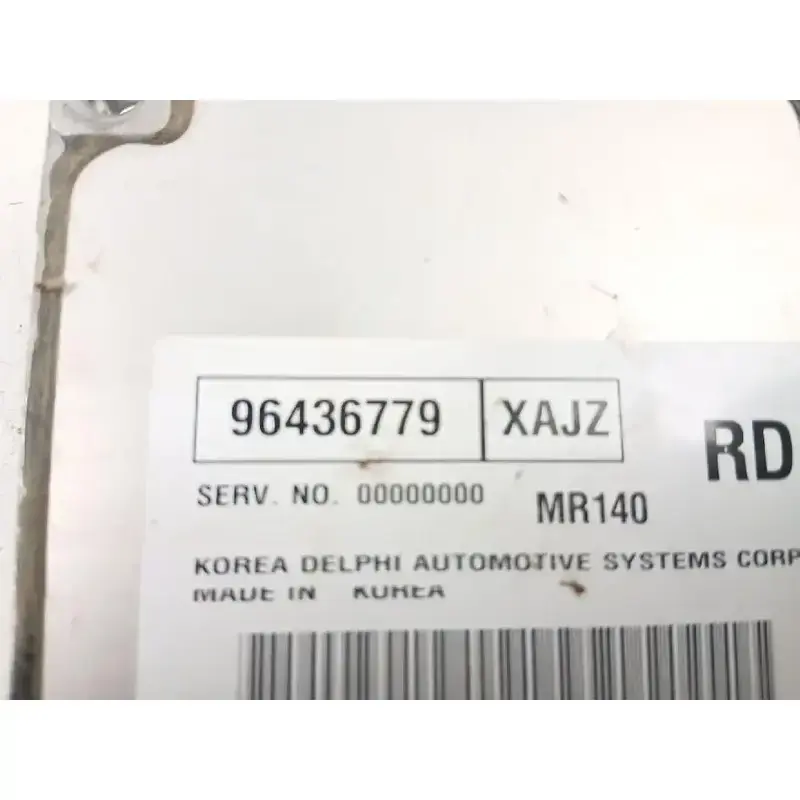 96436779 XAJZ
RD
SERV. NO. 00000000 MR140
KOREA DELPHI AUTOMOTIVE SYSTEMS CORP
MADE IN KOREA